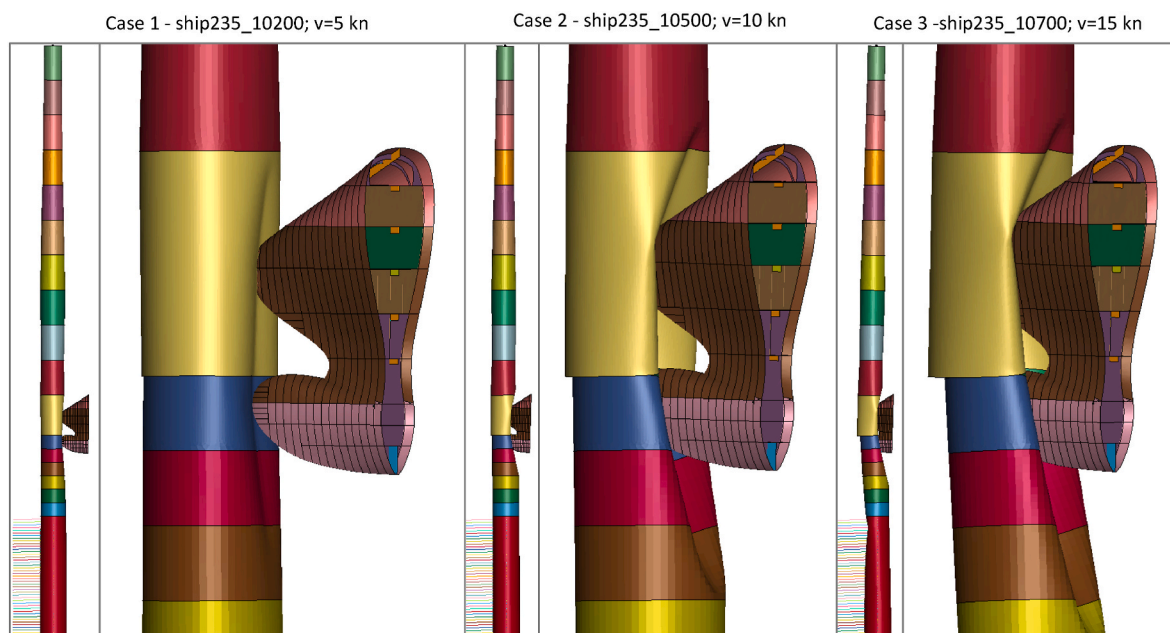 Case 1 - ship235_10200; v=5 kn
Case 2 - ship235_10500; v=10 kn
Case 3 -ship235_10700; v=15 kn